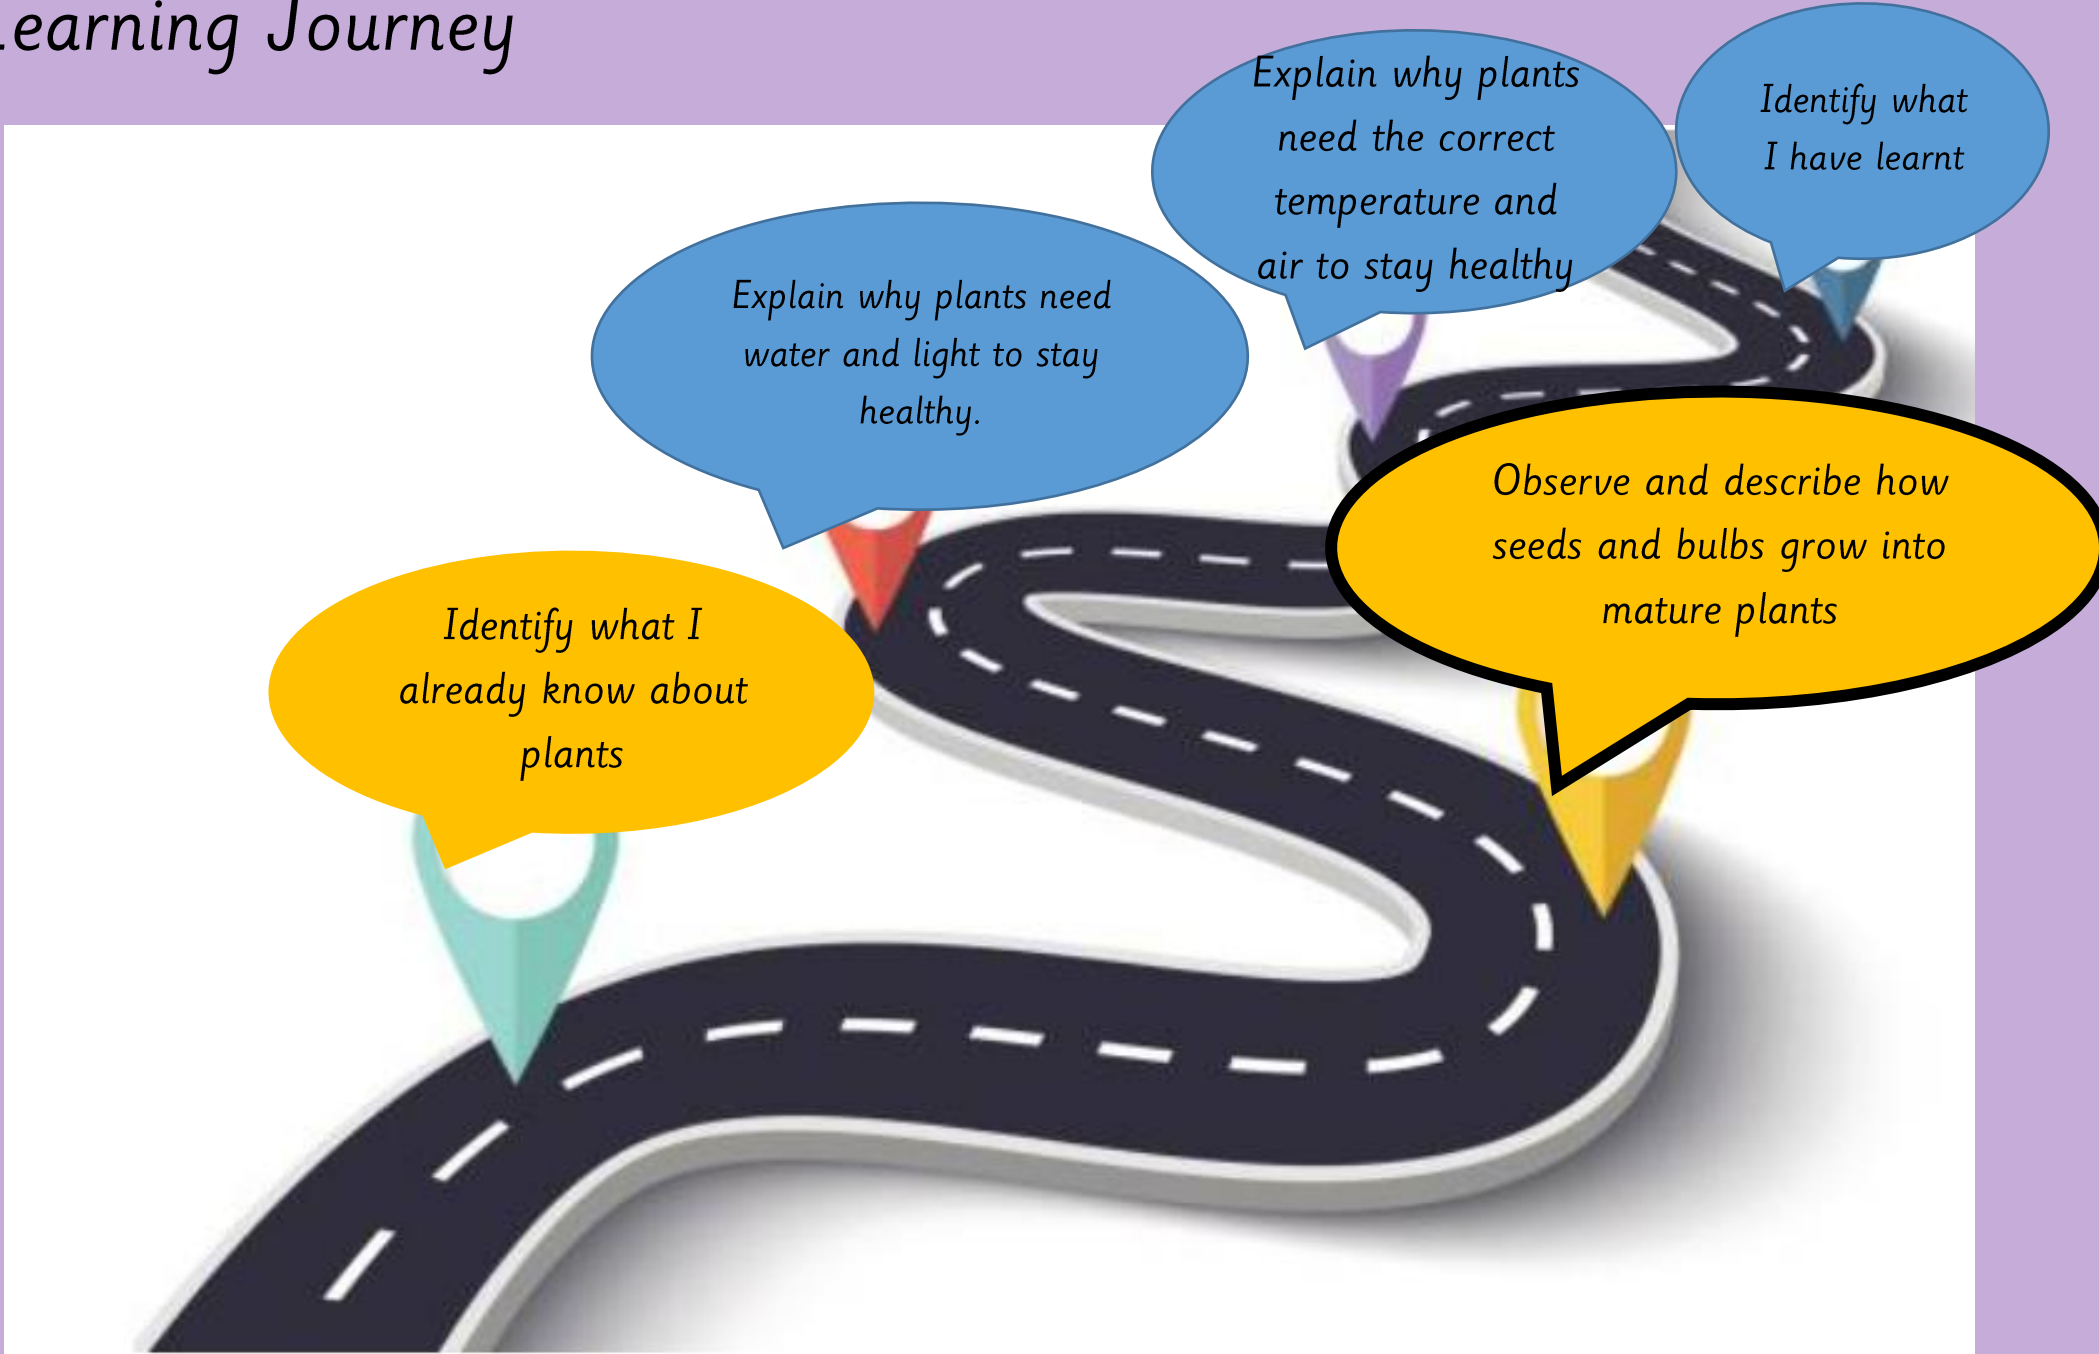 earning Journey
Explain why plants
need the correct
temperature and
air to stay healthy
Identify what
I have learnt
Explain why plants need
water and light to stay
healthy.
Observe and describe how
seeds and bulbs grow into
mature plants
Identify what I
already know about
plants